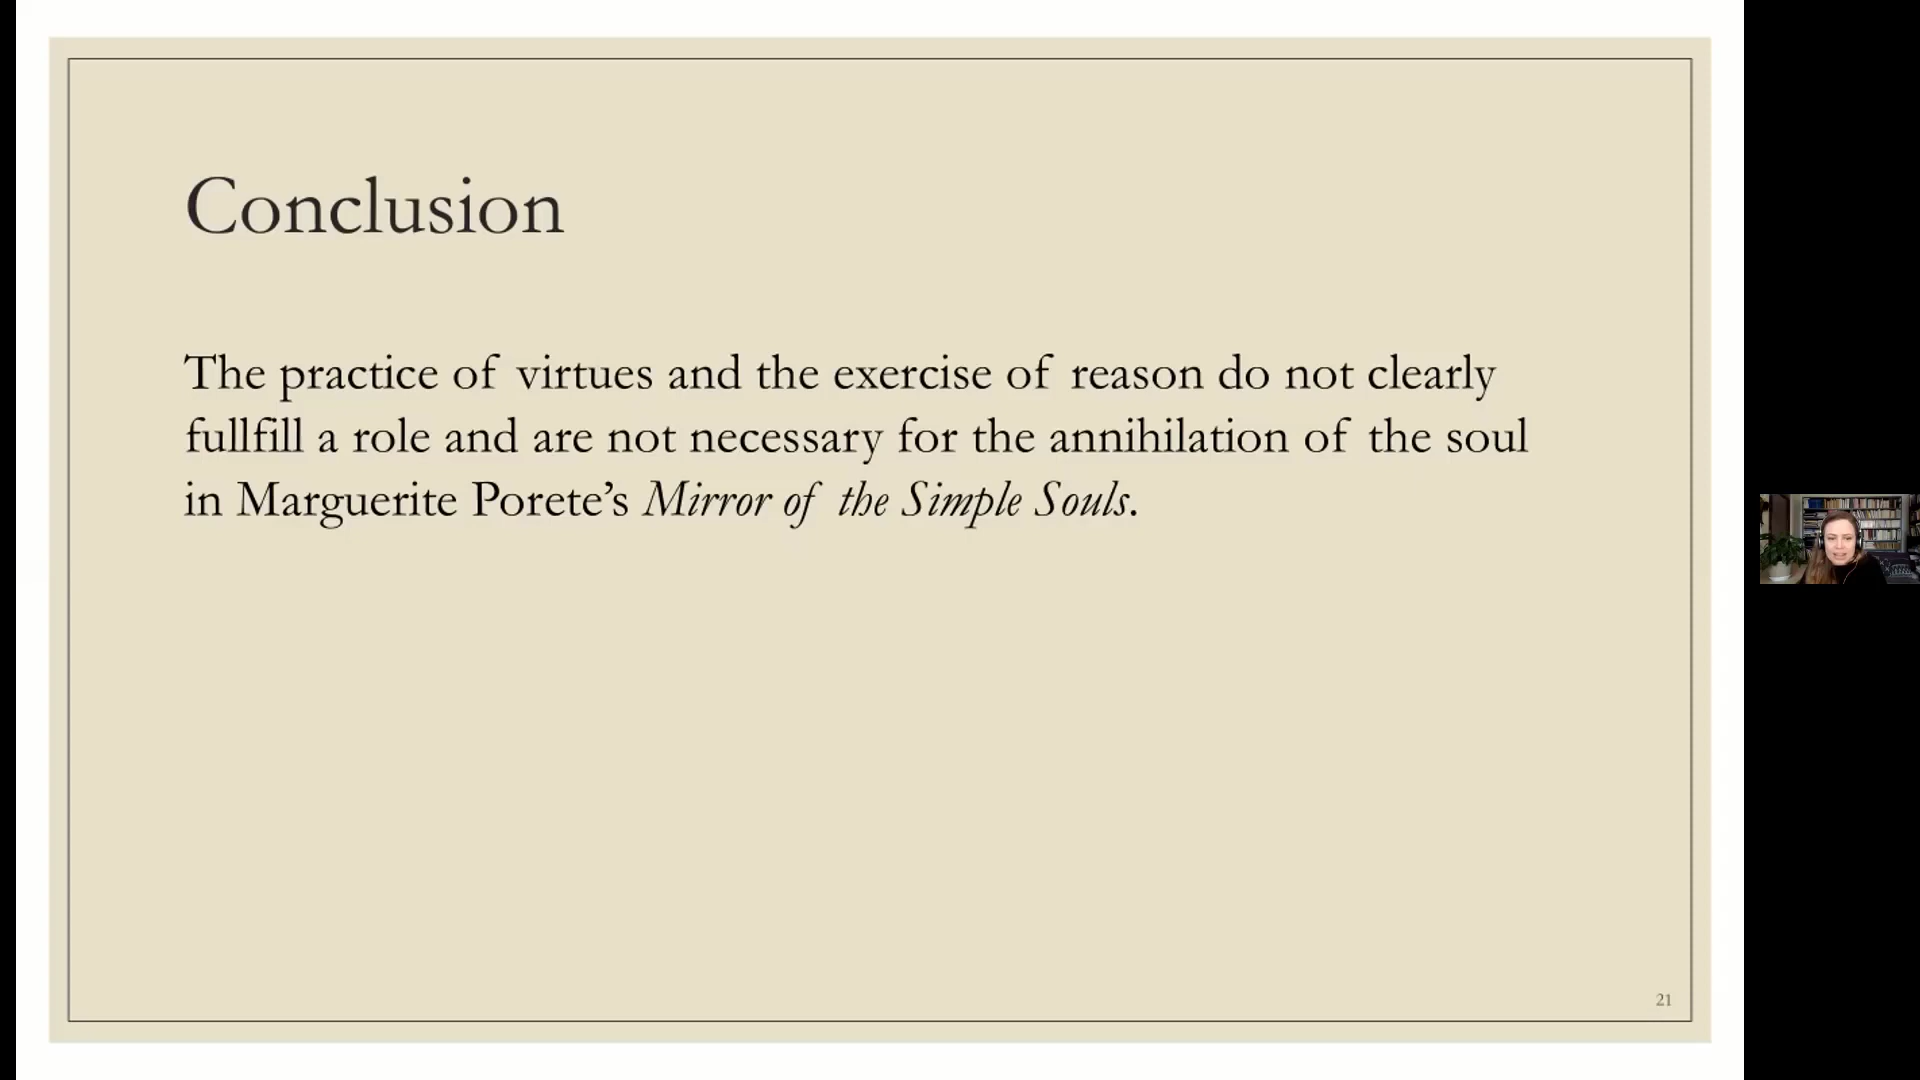 Conclusion
The practice of virtues and the exercise of reason do not clearly
fullfill a role and are not necessary for the annihilation of the soul
in Marguerite Porete’s Mirror of the Simple Souls.
21